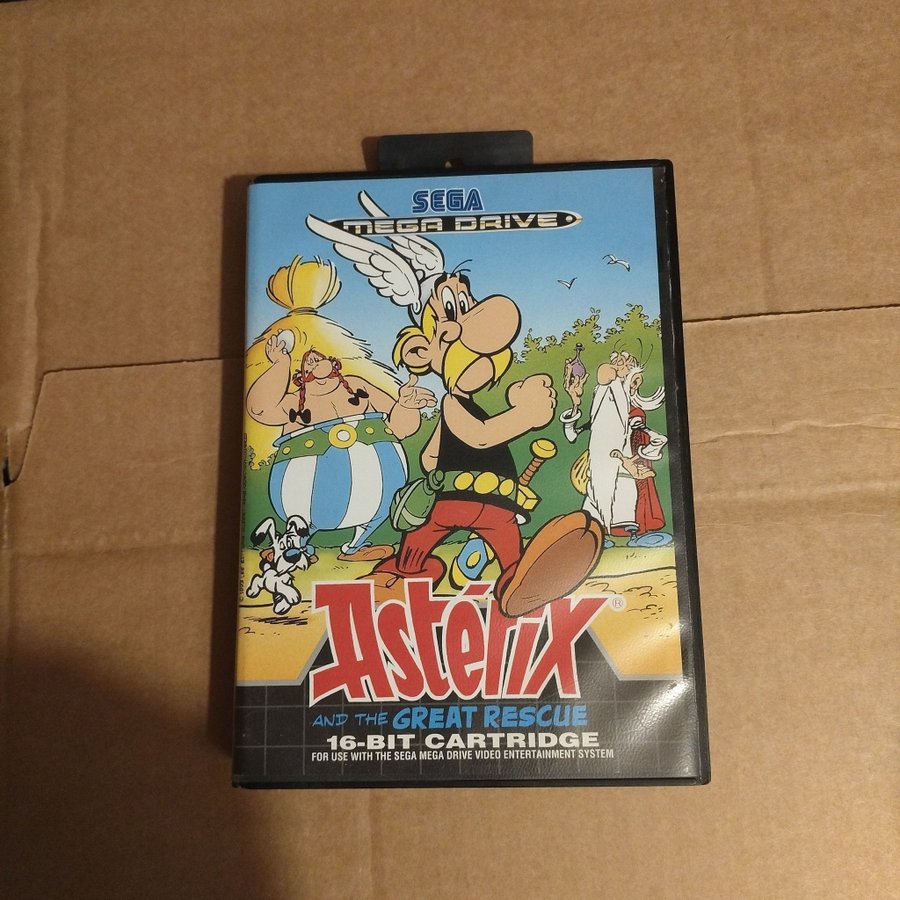 SEGA
MEGA DRIVE
Astérix ®
AND THE GREAT RESCUE
16-BIT CARTRIDGE
FOR USE WITH THE SEGA MEGA DRIVE VIDEO ENTERTAINMENT SYSTEM